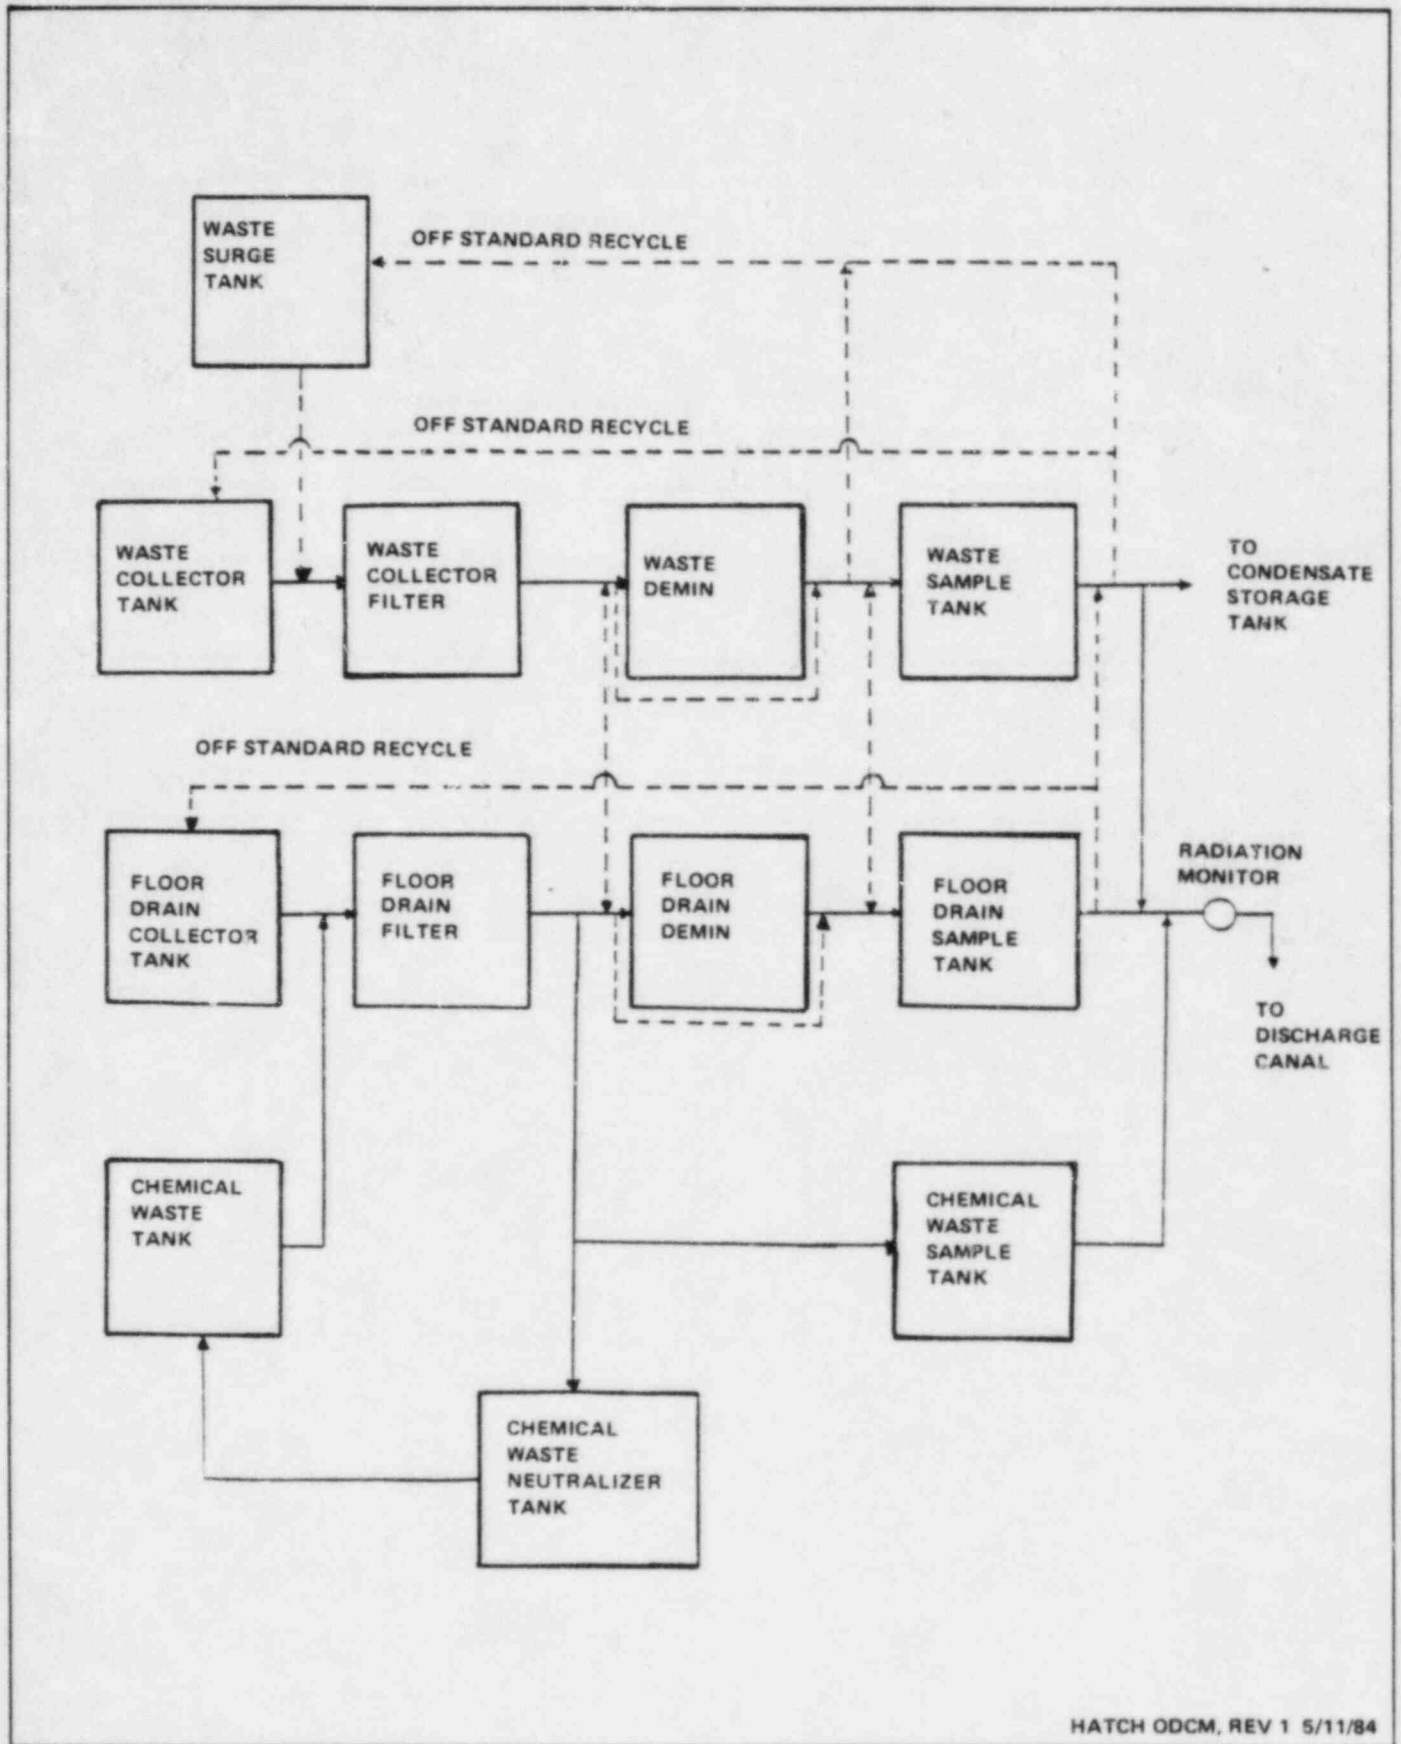 WASTE
SURGE
TANK
OFF STANDARD RECYCLE
OFF STANDARD RECYCLE
WASTE
COLLECTOR
TANK
WASTE
COLLECTOR
FILTER
WASTE
DEMIN
WASTE
SAMPLE
TANK
TO
CONDENSATE
STORAGE
TANK
OFF STANDARD RECYCLE
FLOOR
DRAIN
COLLECTOR
TANK
FLOOR
DRAIN
FILTER
FLOOR
DRAIN
DEMIN
FLOOR
DRAIN
SAMPLE
TANK
RADIATION
MONITOR
TO
DISCHARGE
CANAL
CHEMICAL
WASTE
TANK
CHEMICAL
WASTE
SAMPLE
TANK
CHEMICAL
WASTE
NEUTRALIZER
TANK
HATCH ODCM, REV 1 5/11/84